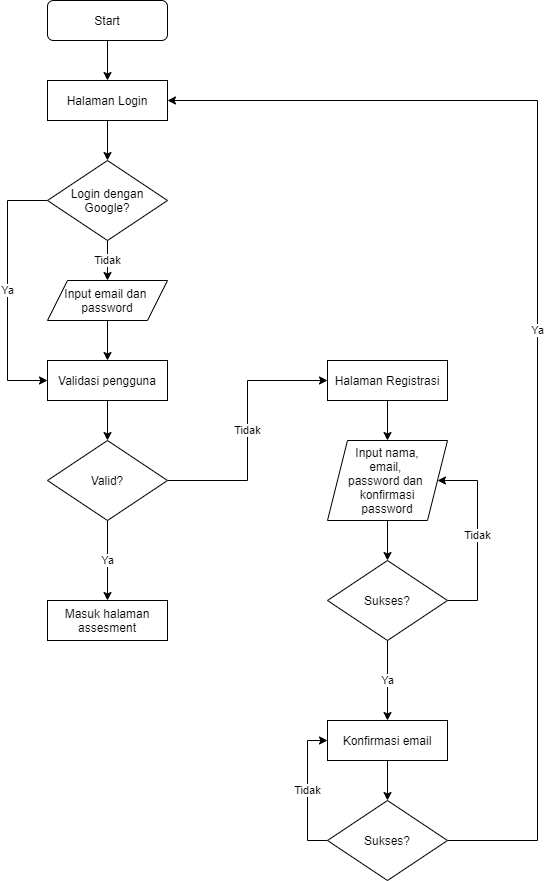 Start
Halaman Login
Login dengan
Google?
Tidak
Ya
Input email dan
password
Validasi pengguna
Valid?
Tidak
Ya
Masuk halaman
assesment
Halaman Registrasi
Input nama,
email,
password dan
konfirmasi
password
Tidak
Sukses?
Ya
Konfirmasi email
Tidak
Sukses?
Ya